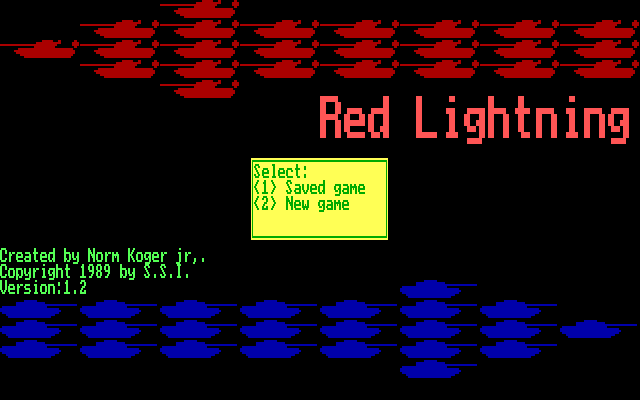 Red Lightning
Select:
(1) Saved game
(2) New game
Created by Norm Koger jr,.
Copyright 1989 by S.S.I.
Version:1.2